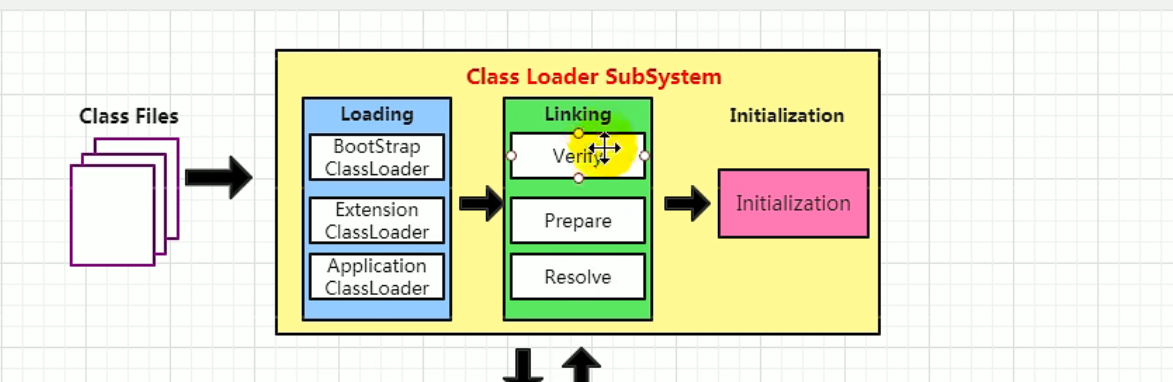 Class Loader SubSystem
Class Files
Loading
BootStrap
ClassLoader
Extension
ClassLoader
Application
ClassLoader
Linking
Verify
Prepare
Resolve
Initialization
Initialization